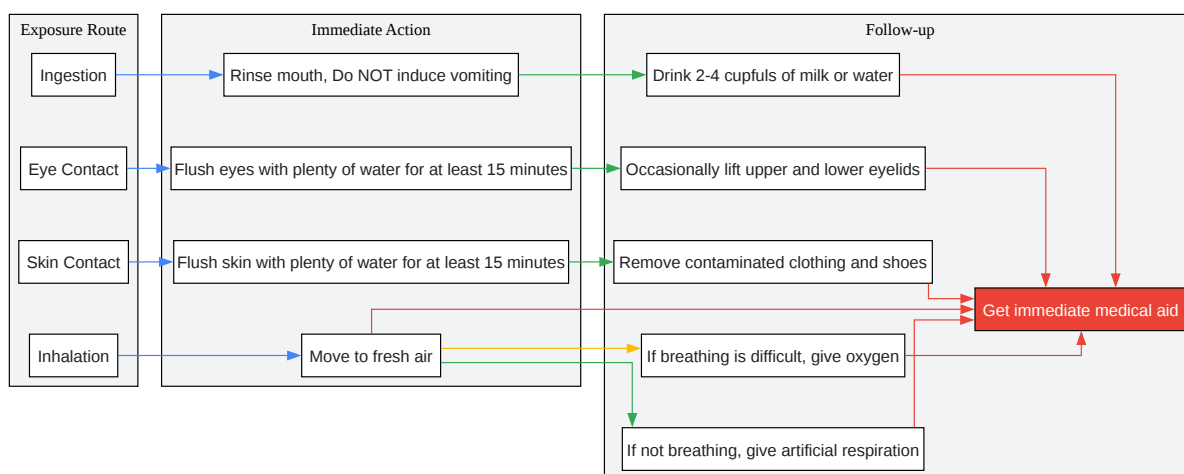 Exposure Route
Immediate Action
Follow-up
Ingestion
Rinse mouth, Do NOT induce vomiting
Drink 2-4 cupfuls of milk or water
Eye Contact
Flush eyes with plenty of water for at least 15 minutes
Occasionally lift upper and lower eyelids
Skin Contact
Flush skin with plenty of water for at least 15 minutes
Remove contaminated clothing and shoes
Get immediate medical aid
Inhalation
Move to fresh air
If breathing is difficult, give oxygen
If not breathing, give artificial respiration